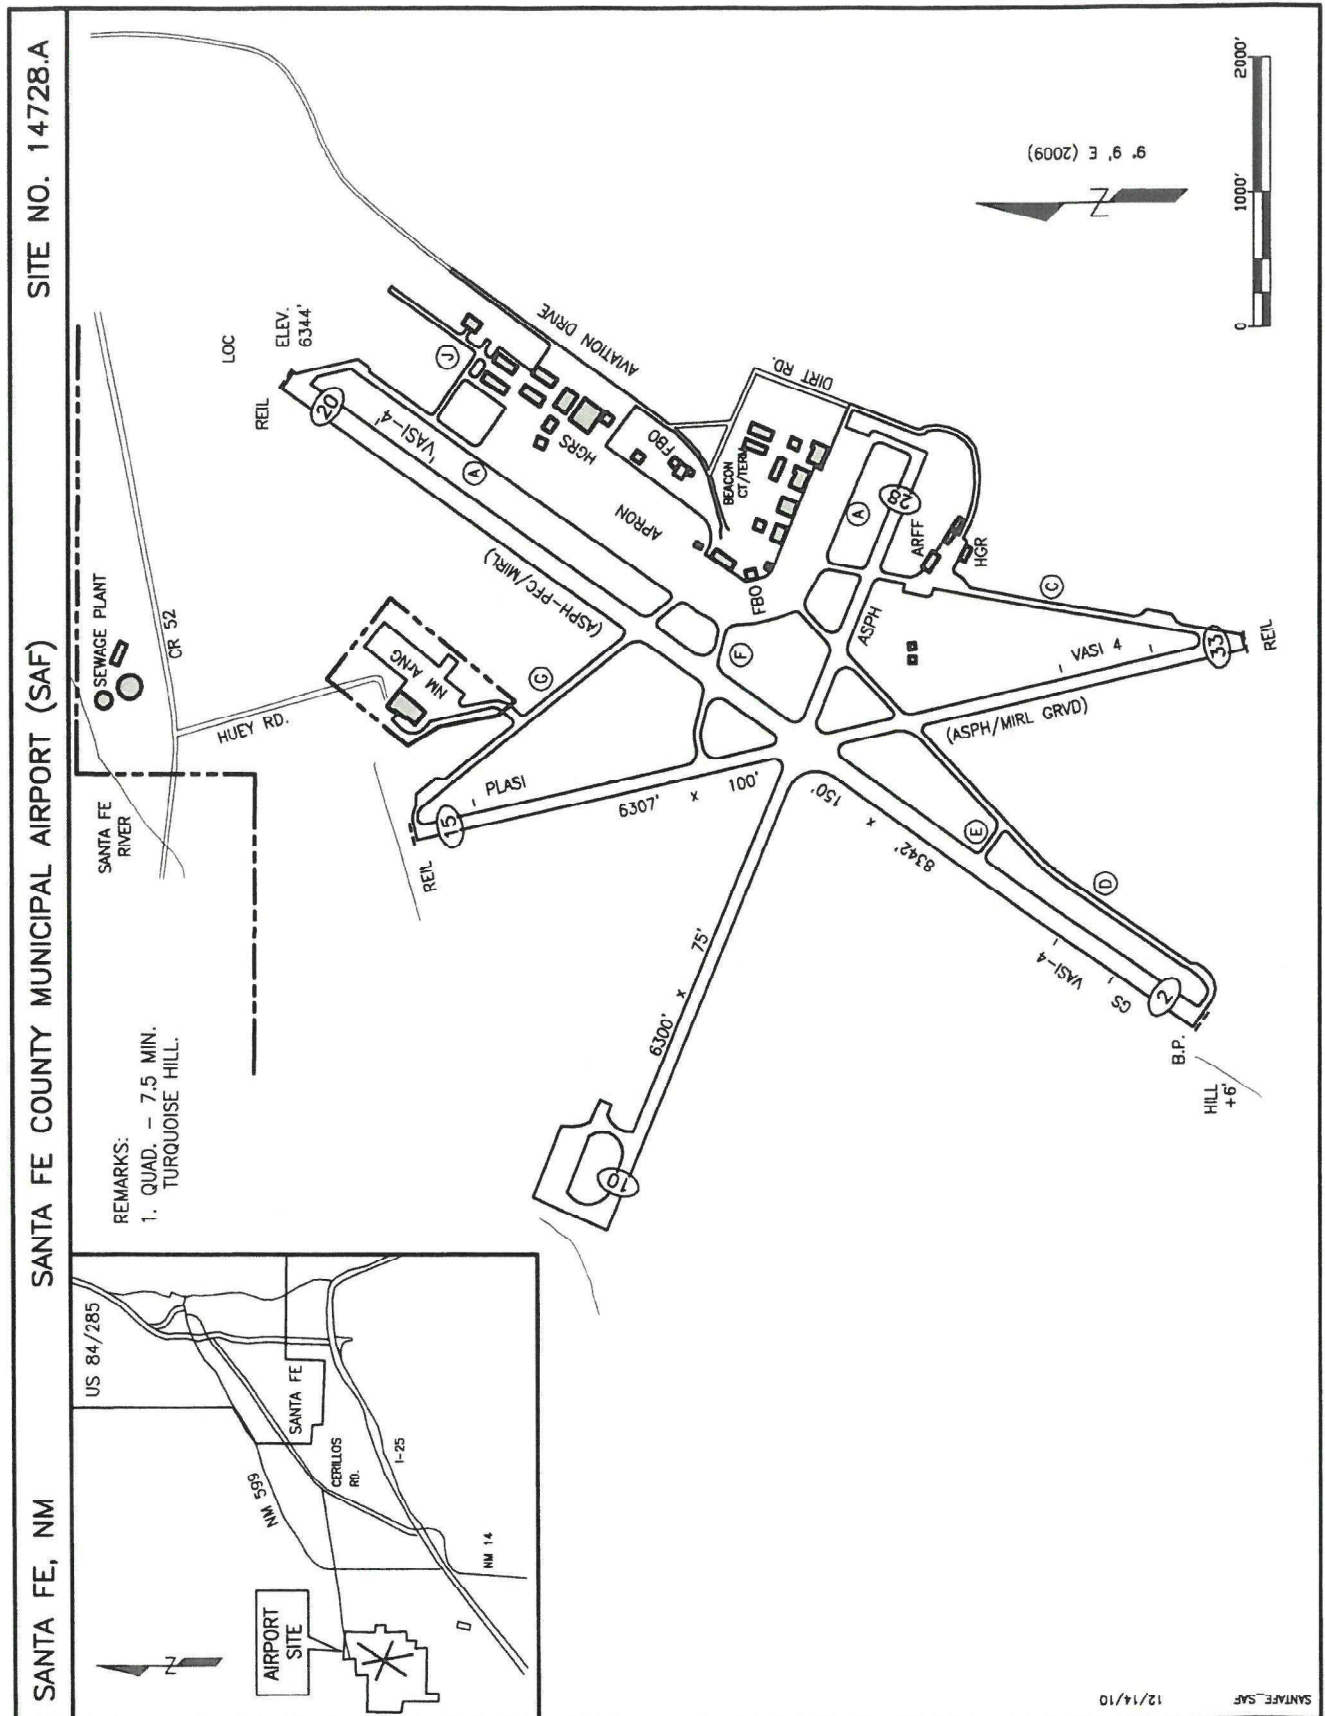 SANTA FE, NM
SANTA FE COUNTY MUNICIPAL AIRPORT (SAF)
SITE NO. 14728.A
US 84/285
SANTA FE
NM 599
CERILLOS
RD.
I-25
NM 14
AIRPORT
SITE
N
REMARKS:
1. QUAD. - 7.5 MIN.
TURQUOISE HILL.
SANTA FE
RIVER
SEWAGE PLANT
CR 52
HUEY RD.
LOC
ELEV.
6344'
REIL
20
VASI-4
A
J
AVIATION DRIVE
HGRS
FBO
APRON
(ASPH-PFC/MIRL)
NM ArNG
G
BEACON
CT/TERM
DIRT RD.
FBO
F
A
28
ARFF
HGR
ASPH
C
VASI 4
33
REIL
(ASPH/MIRL GRVD)
PLASI
15
REIL
6307'
x
100'
150'
x
8342'
E
D
VASI-4
GS
2
B.P.
HILL
+6'
75'
x
6300'
10
9° 9' E (2009)
N
0
1000'
2000'
12/14/10
SANTAFE_SAF